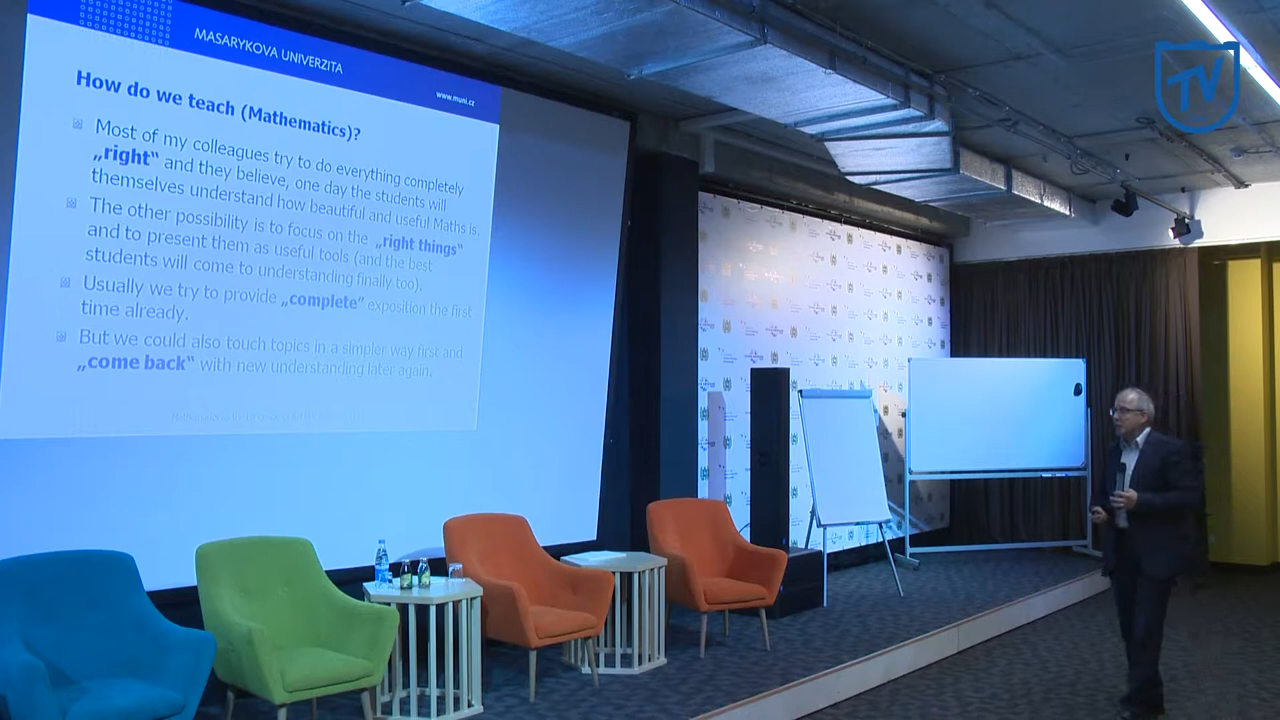 MASARYKOVA UNIVERZITA
www.muni.cz
How do we teach (Mathematics)?
Most of my colleagues try to do everything completely
„right“ and they believe, one day the students will
themselves understand how beautiful and useful Maths is.
The other possibility is to focus on the „right things“
and to present them as useful tools (and the best
students will come to understanding finally too).
Usually we try to provide „complete“ exposition the first
time already.
But we could also touch topics in a simpler way first and
„come back“ with new understanding later again.
TV